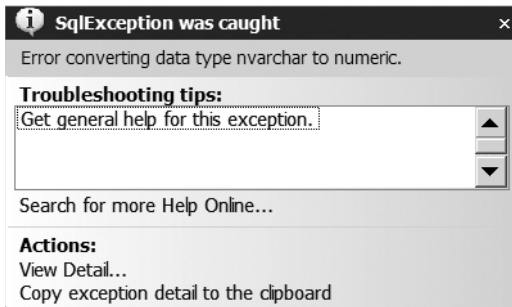 SqlException was caught
Error converting data type nvarchar to numeric.
Troubleshooting tips:
Get general help for this exception.
Search for more Help Online...
Actions:
View Detail...
Copy exception detail to the clipboard